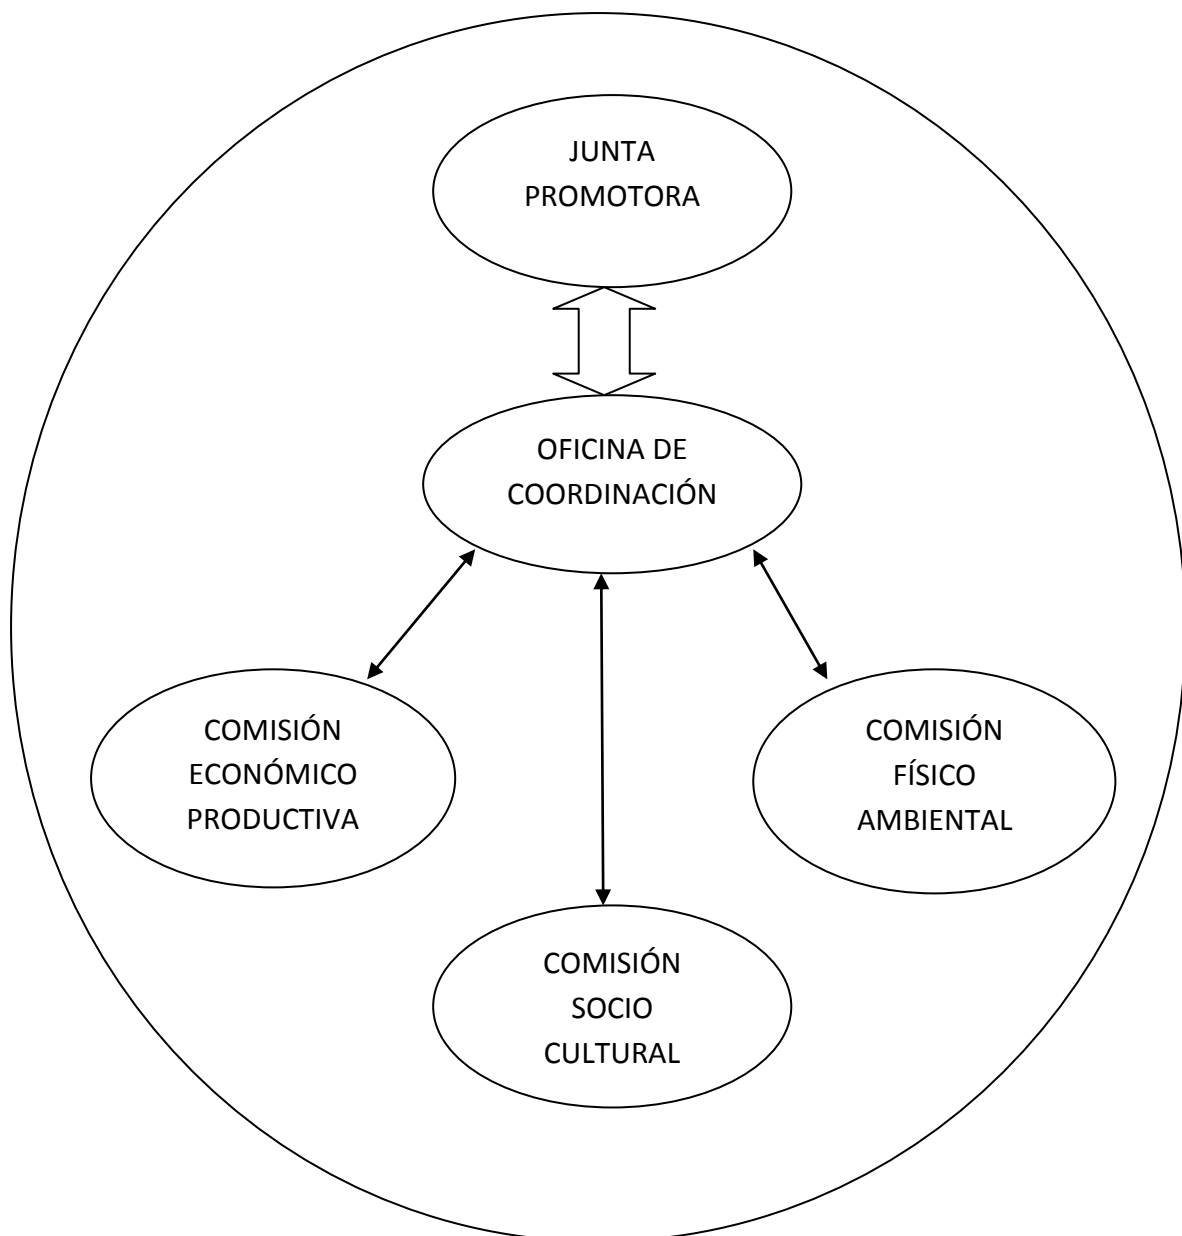 JUNTA
PROMOTORA
OFICINA DE
COORDINACIÓN
COMISIÓN
ECONÓMICO
PRODUCTIVA
COMISIÓN
FÍSICO
AMBIENTAL
COMISIÓN
SOCIO
CULTURAL